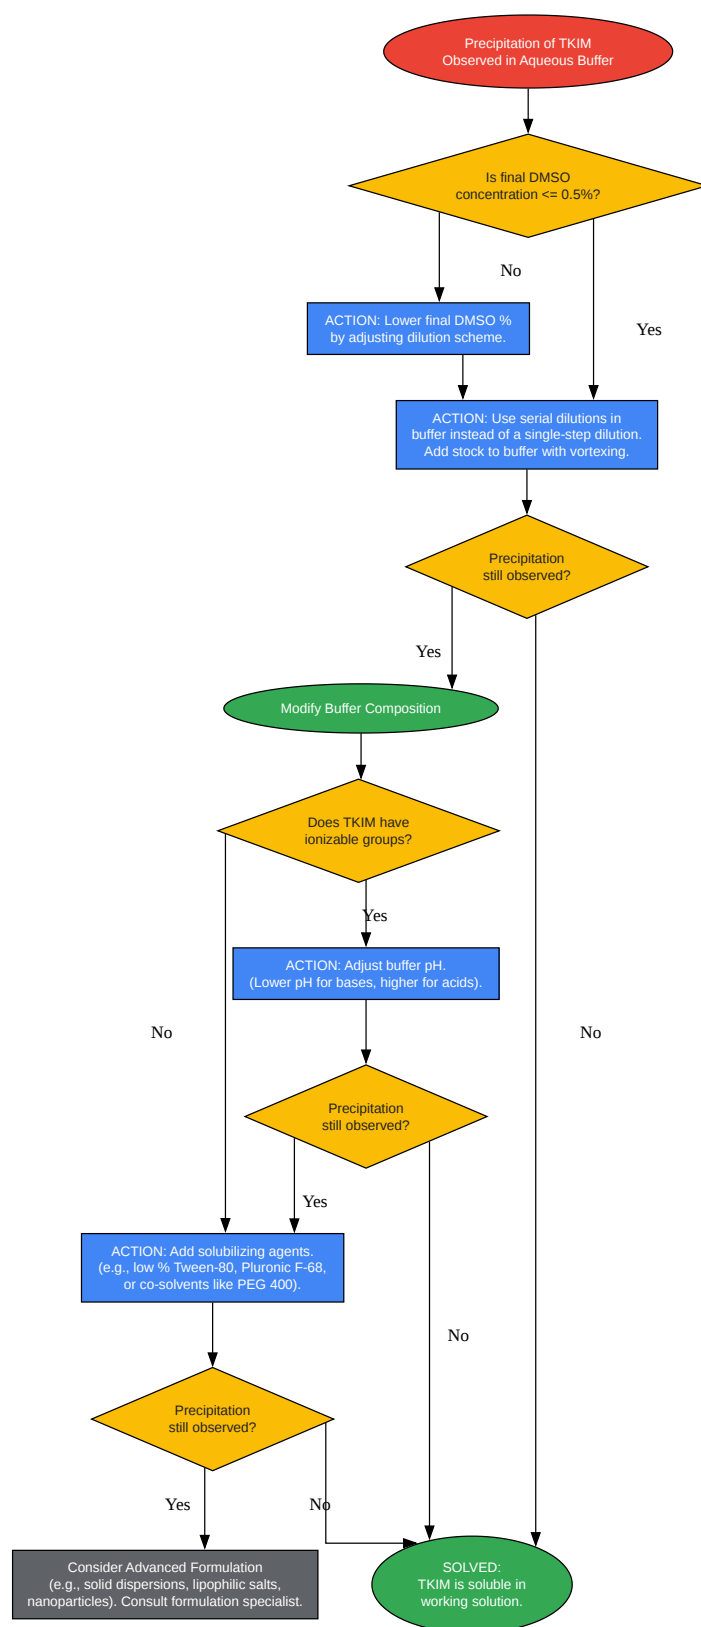 Precipitation of TKIM
Observed in Aqueous Buffer
Is final DMSO
concentration <= 0.5%?
No
Yes
ACTION: Lower final DMSO %
by adjusting dilution scheme.
ACTION: Use serial dilutions in
buffer instead of a single-step dilution.
Add stock to buffer with vortexing.
Precipitation
still observed?
Yes
Modify Buffer Composition
Does TKIM have
ionizable groups?
Yes
ACTION: Adjust buffer pH.
(Lower pH for bases, higher for acids).
No
No
Precipitation
still observed?
Yes
ACTION: Add solubilizing agents.
(e.g., low % Tween-80, Pluronic F-68,
or co-solvents like PEG 400).
No
Precipitation
still observed?
Yes
No
Consider Advanced Formulation
(e.g., solid dispersions, lipophilic salts,
nanoparticles). Consult formulation specialist.
SOLVED:
TKIM is soluble in
working solution.